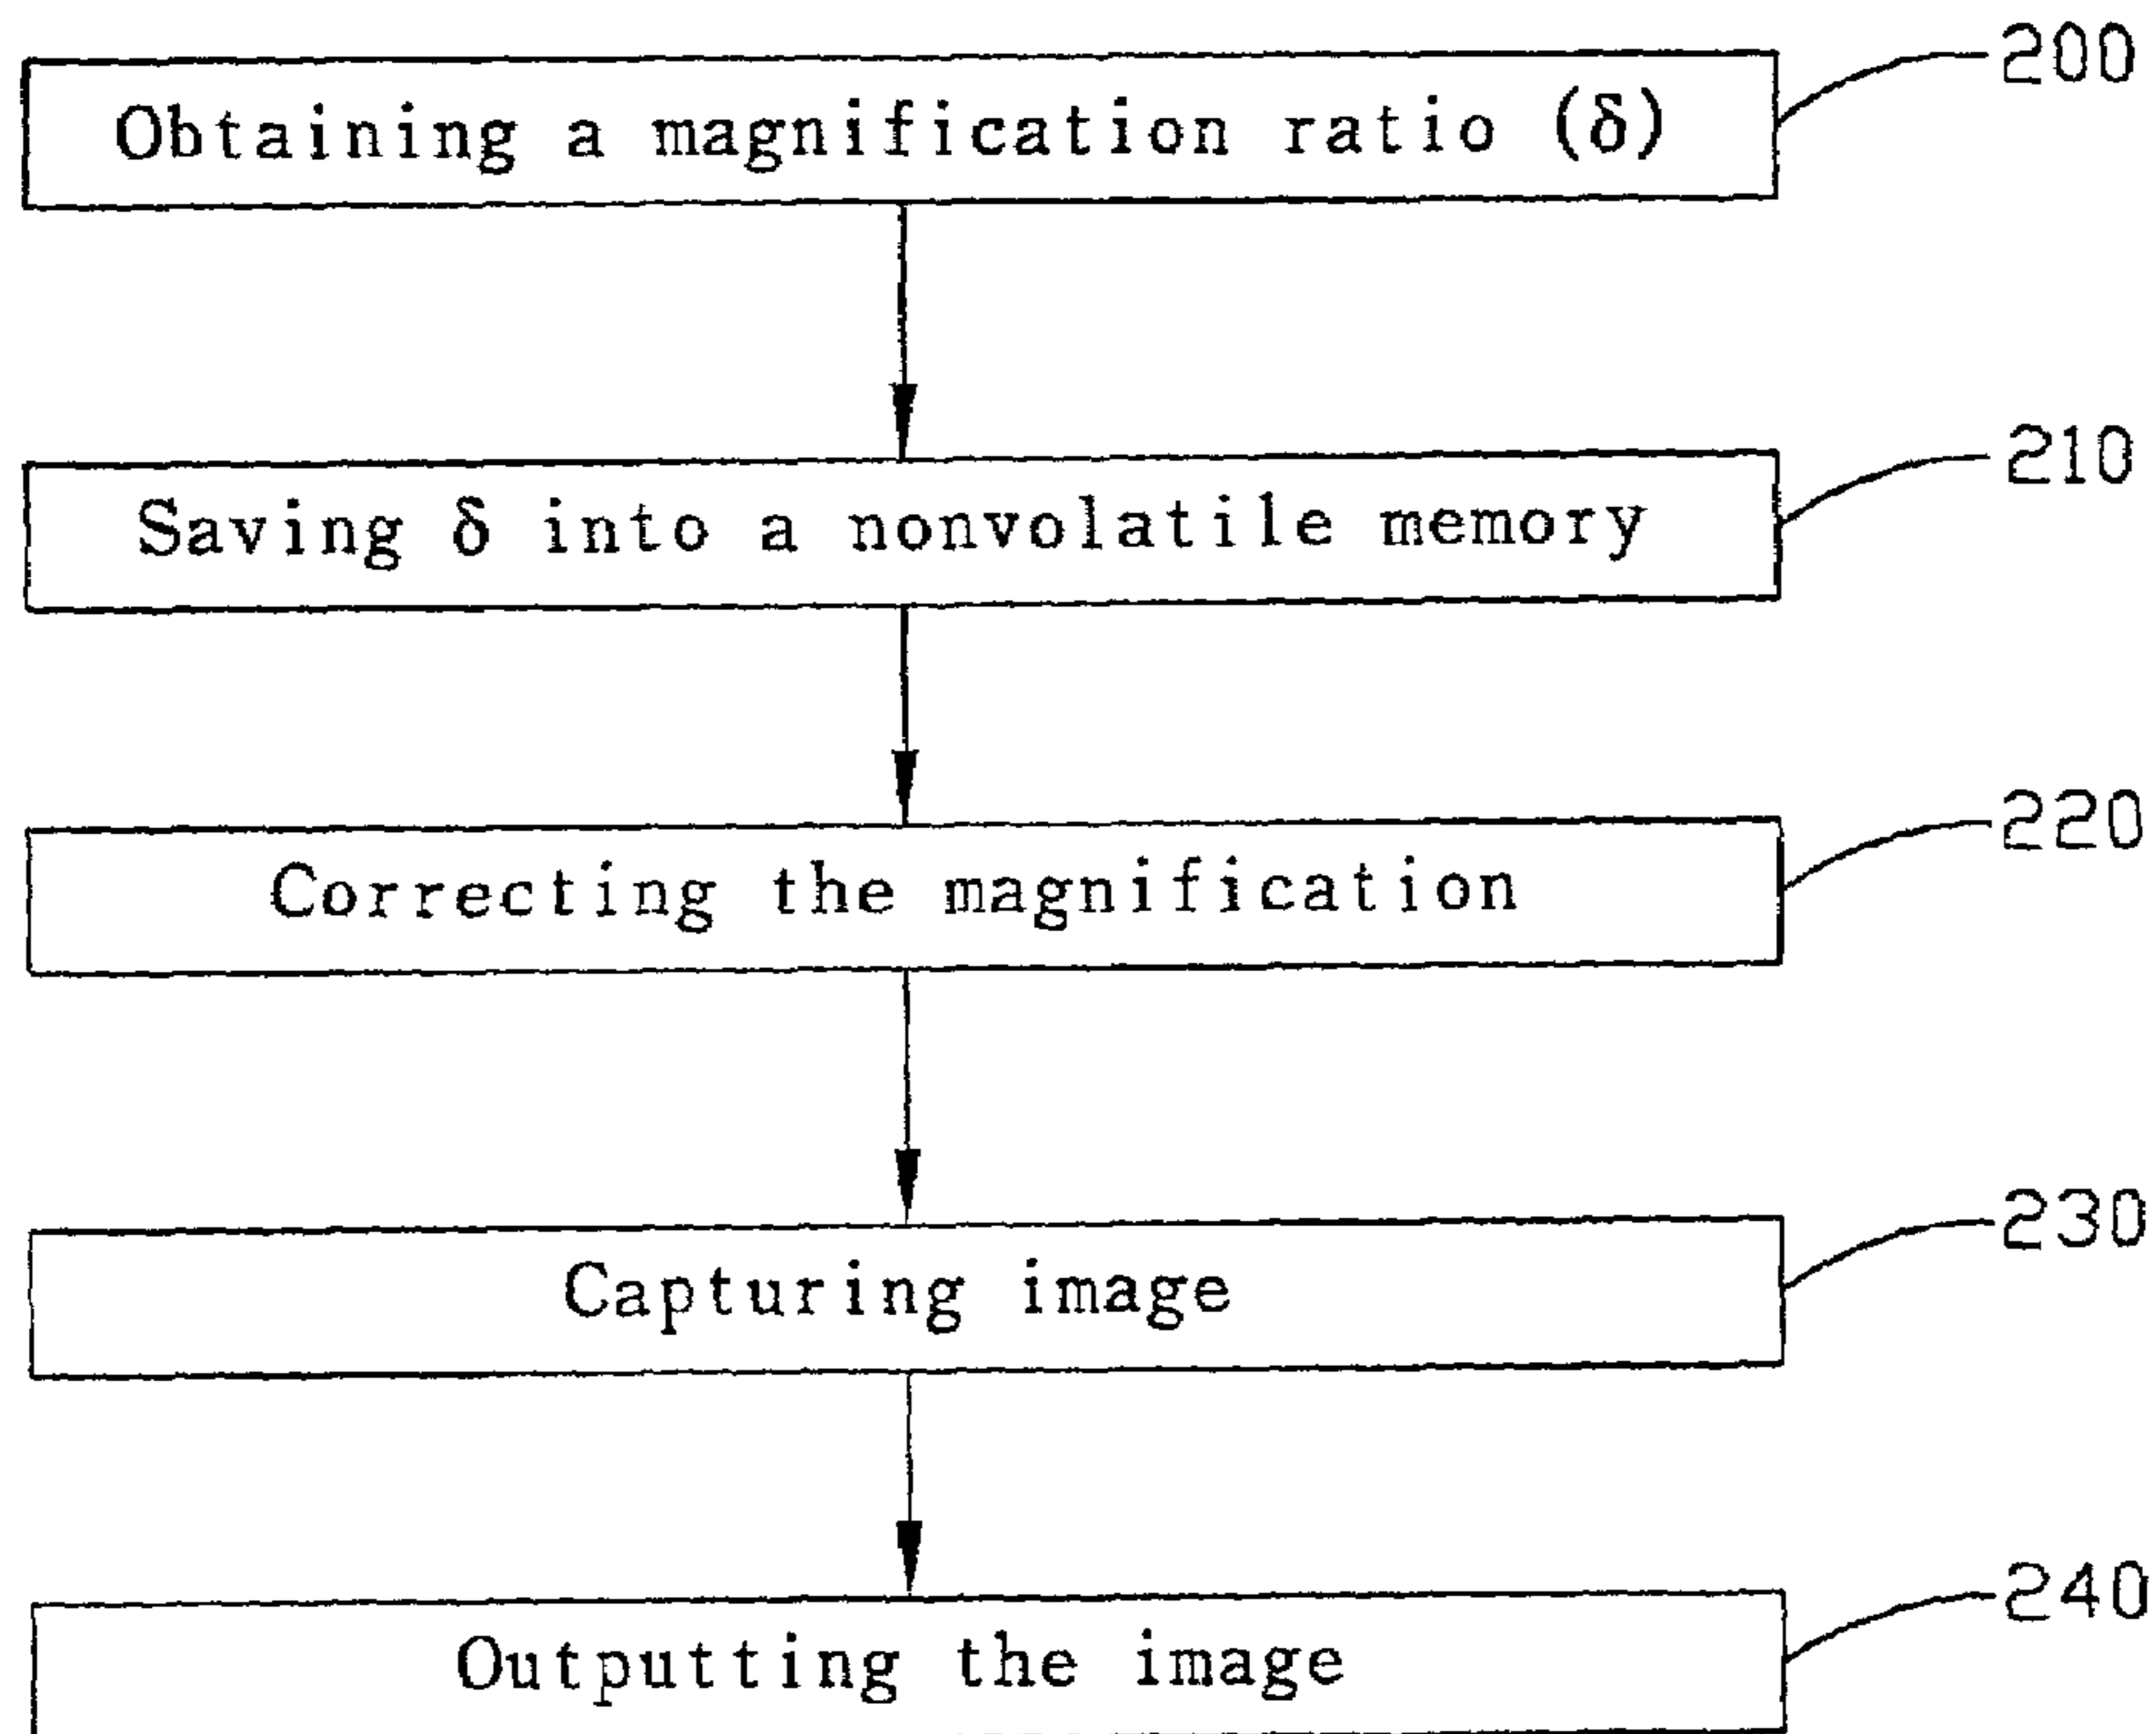 200
Obtaining a magnification ratio (δ)
210
Saving δ into a nonvolatile memory
220
Correcting the magnification
230
Capturing image
240
Outputting the image